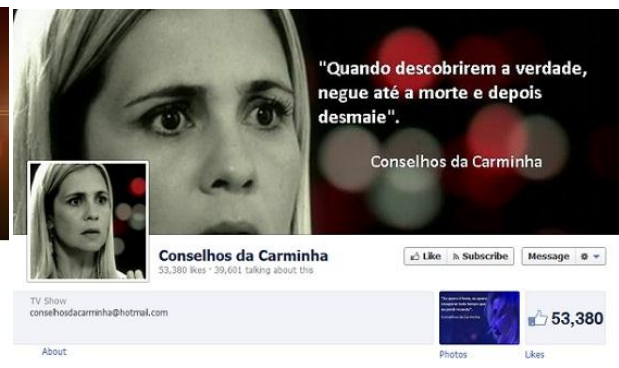 "Quando descobrirem a verdade,
negue até a morte e depois
desmaie".
Conselhos da Carminha
Conselhos da Carminha
53,380 likes · 39,601 talking about this
Like
Subscribe
Message
TV Show
conselhosdacarminha@hotmail.com
53,380
About
Photos
Likes